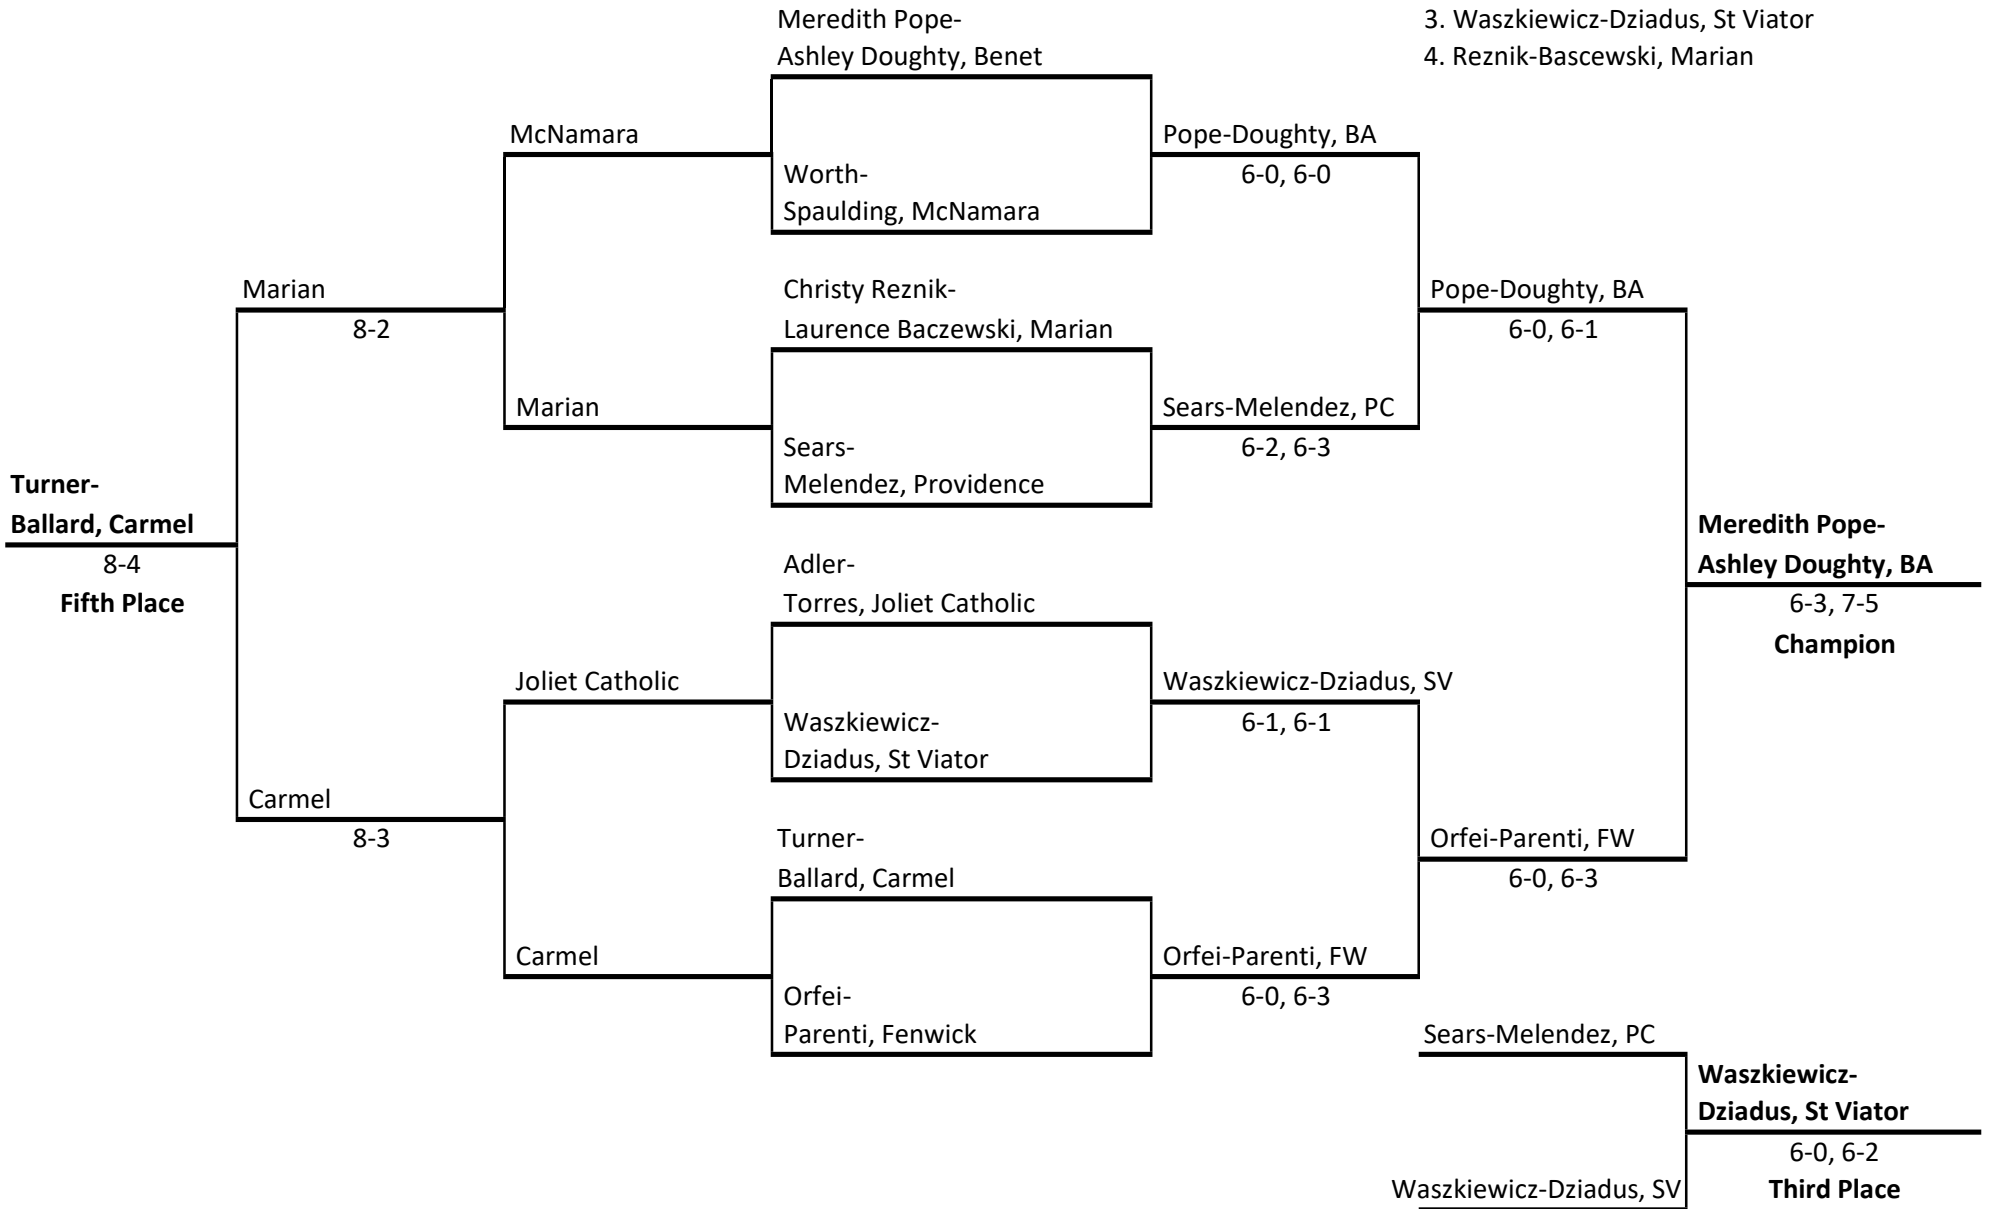 Meredith Pope-
Ashley Doughty, Benet
3. Waszkiewicz-Dziadus, St Viator
4. Reznik-Bascewski, Marian
McNamara
Pope-Doughty, BA
6-0, 6-0
Worth-
Spaulding, McNamara
Marian
8-2
Christy Reznik-
Laurence Baczewski, Marian
Pope-Doughty, BA
6-0, 6-1
Marian
Sears-Melendez, PC
6-2, 6-3
Sears-
Melendez, Providence
Turner-
Ballard, Carmel
8-4
Fifth Place
Meredith Pope-
Ashley Doughty, BA
6-3, 7-5
Champion
Adler-
Torres, Joliet Catholic
Joliet Catholic
Waszkiewicz-Dziadus, SV
6-1, 6-1
Waszkiewicz-
Dziadus, St Viator
Carmel
8-3
Turner-
Ballard, Carmel
Orfei-Parenti, FW
6-0, 6-3
Carmel
Orfei-Parenti, FW
6-0, 6-3
Orfei-
Parenti, Fenwick
Sears-Melendez, PC
Waszkiewicz-
Dziadus, St Viator
6-0, 6-2
Third Place
Waszkiewicz-Dziadus, SV